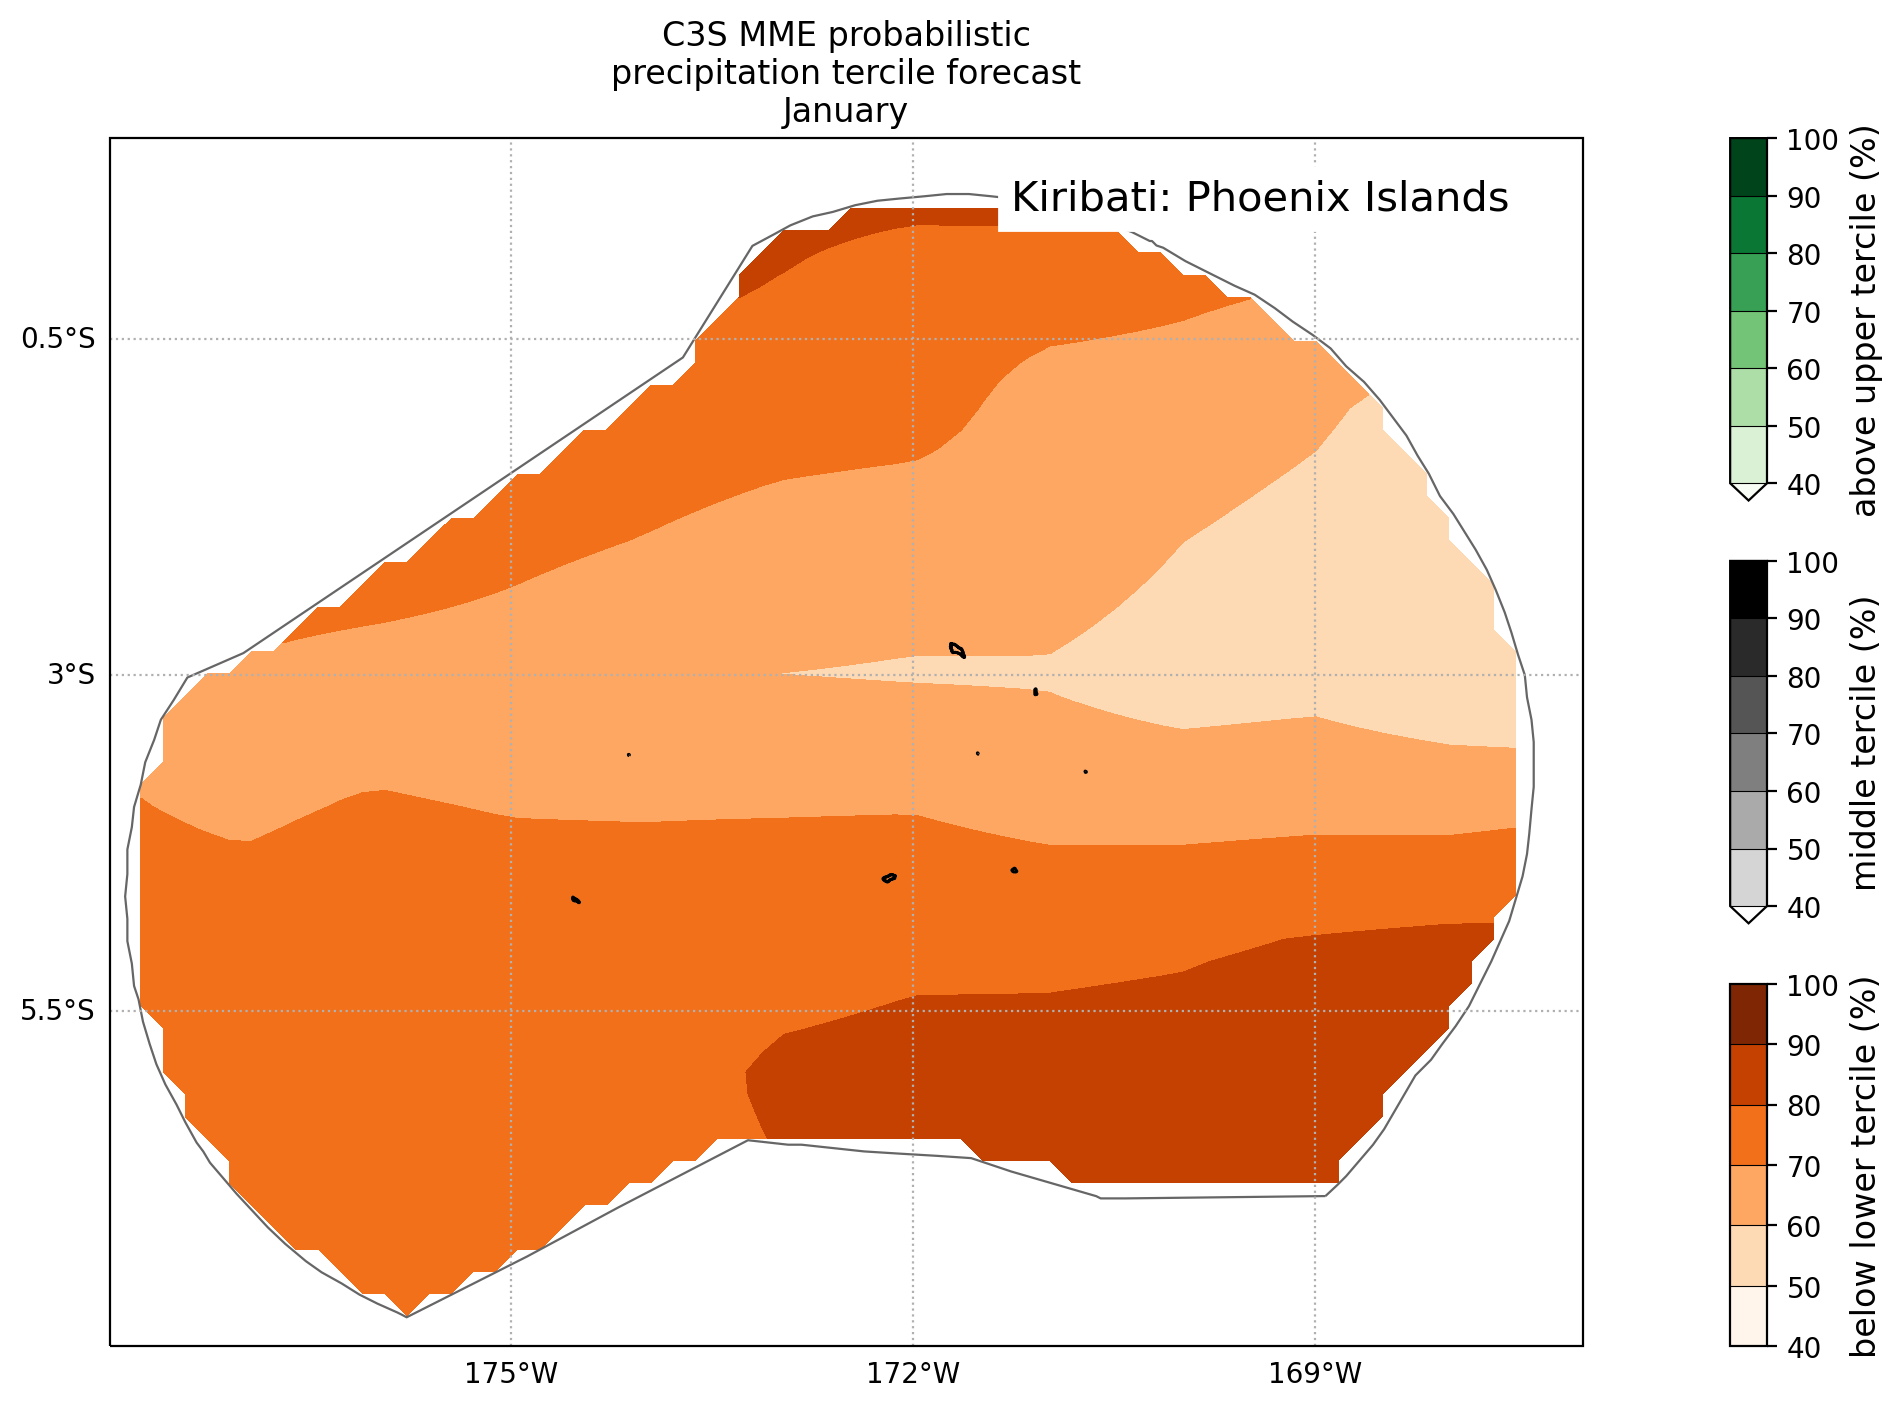 C3S MME probabilistic
precipitation tercile forecast
January
Kiribati: Phoenix Islands
0.5°S
3°S
5.5°S
175°W
172°W
169°W
100
90
80
70
60
50
40
above upper tercile (%)
100
90
80
70
60
50
40
middle tercile (%)
100
90
80
70
60
50
40
below lower tercile (%)